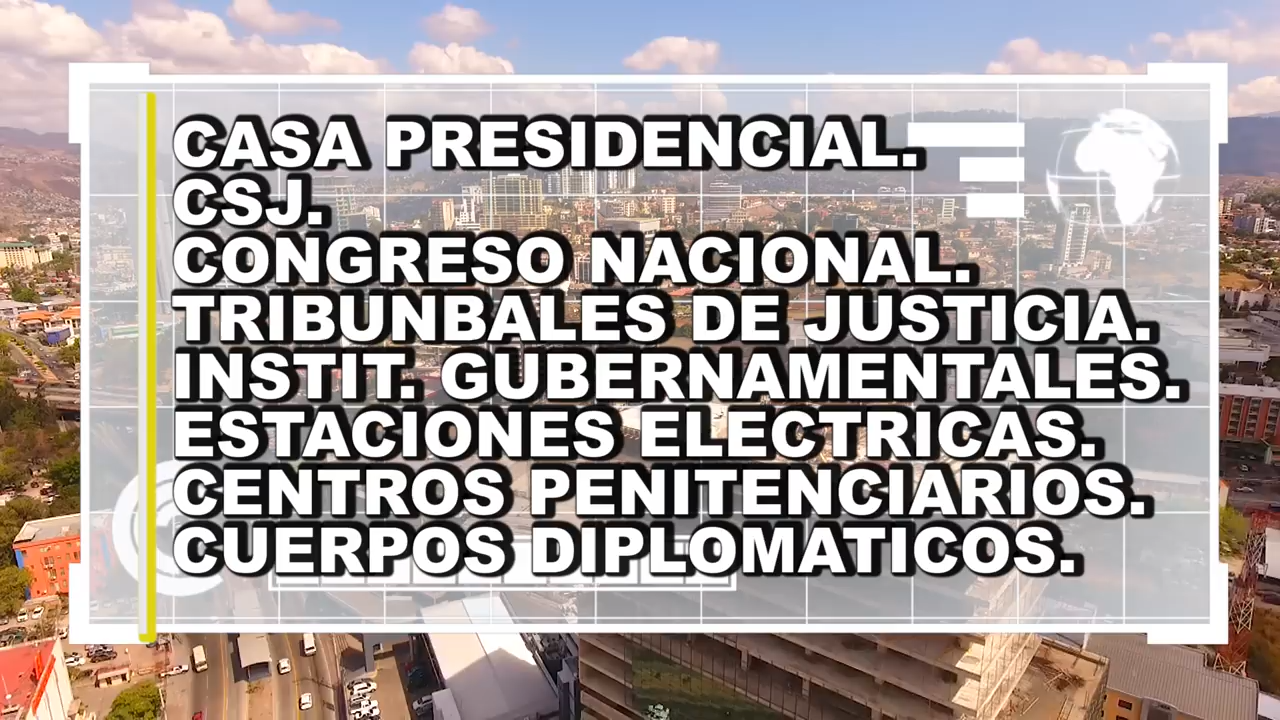 CASA PRESIDENCIAL.
CSJ.
CONGRESO NACIONAL.
TRIBUNBALES DE JUSTICIA.
INSTIT. GUBERNAMENTALES.
ESTACIONES ELECTRICAS.
CENTROS PENITENCIARIOS.
CUERPOS DIPLOMATICOS.